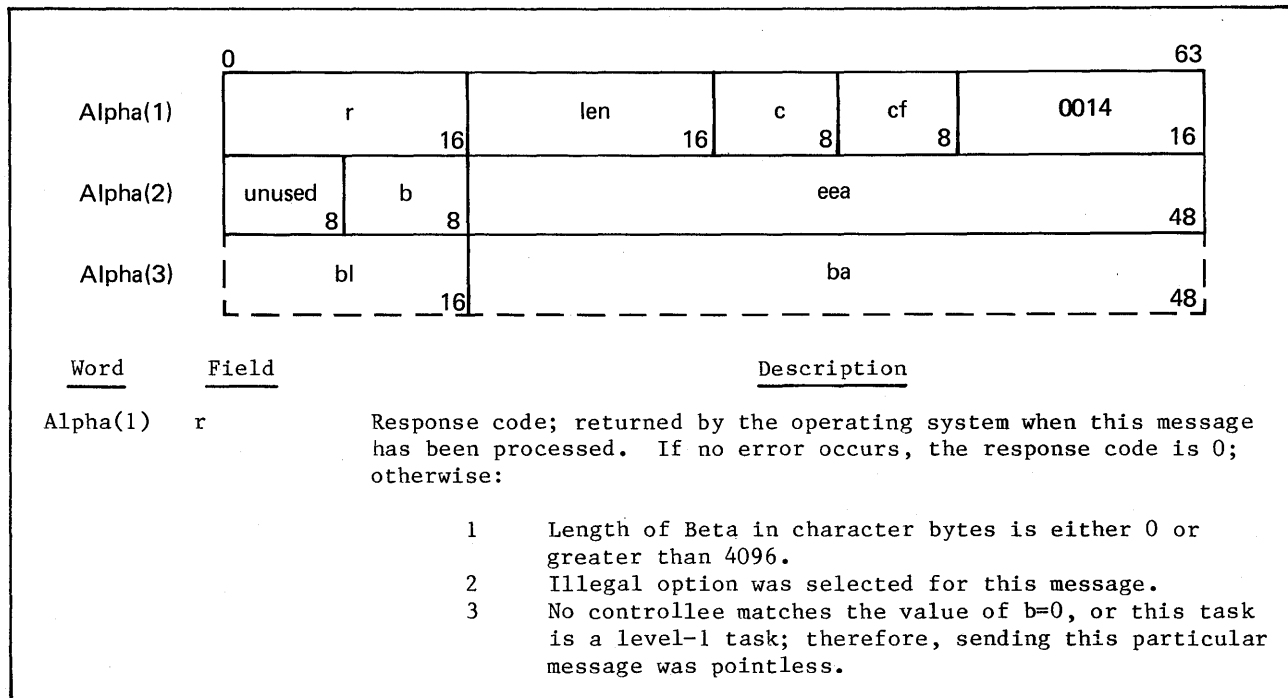 0 63
Alpha(1) r 16 len 16 c 8 cf 8 0014 16
Alpha(2) unused 8 b 8 eea 48
Alpha(3) bl 16 ba 48
Word Field Description
Alpha(1) r Response code; returned by the operating system when this message
has been processed. If no error occurs, the response code is 0;
otherwise:
1 Length of Beta in character bytes is either 0 or
greater than 4096.
2 Illegal option was selected for this message.
3 No controllee matches the value of b=0, or this task
is a level-1 task; therefore, sending this particular
message was pointless.